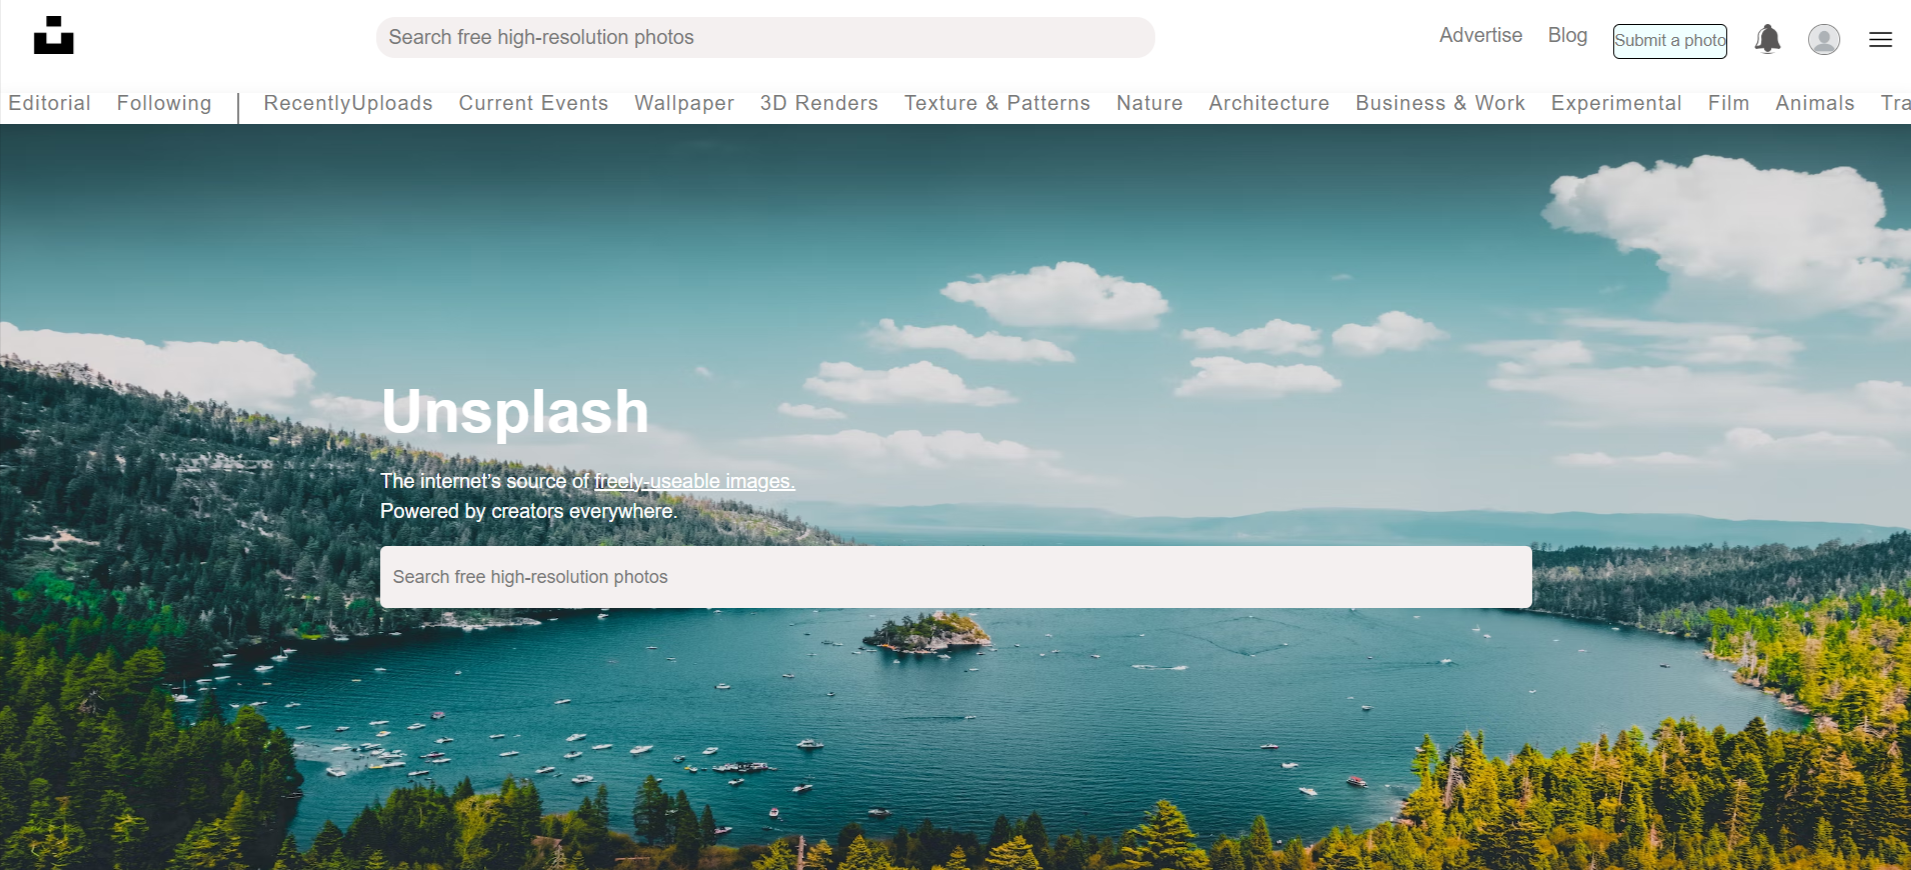 Search free high-resolution photos
Advertise Blog Submit a photo
Editorial Following RecentlyUploads Current Events Wallpaper 3D Renders Texture & Patterns Nature Architecture Business & Work Experimental Film Animals Tra
Unsplash
The internet's source of freely-useable images.
Powered by creators everywhere.
Search free high-resolution photos